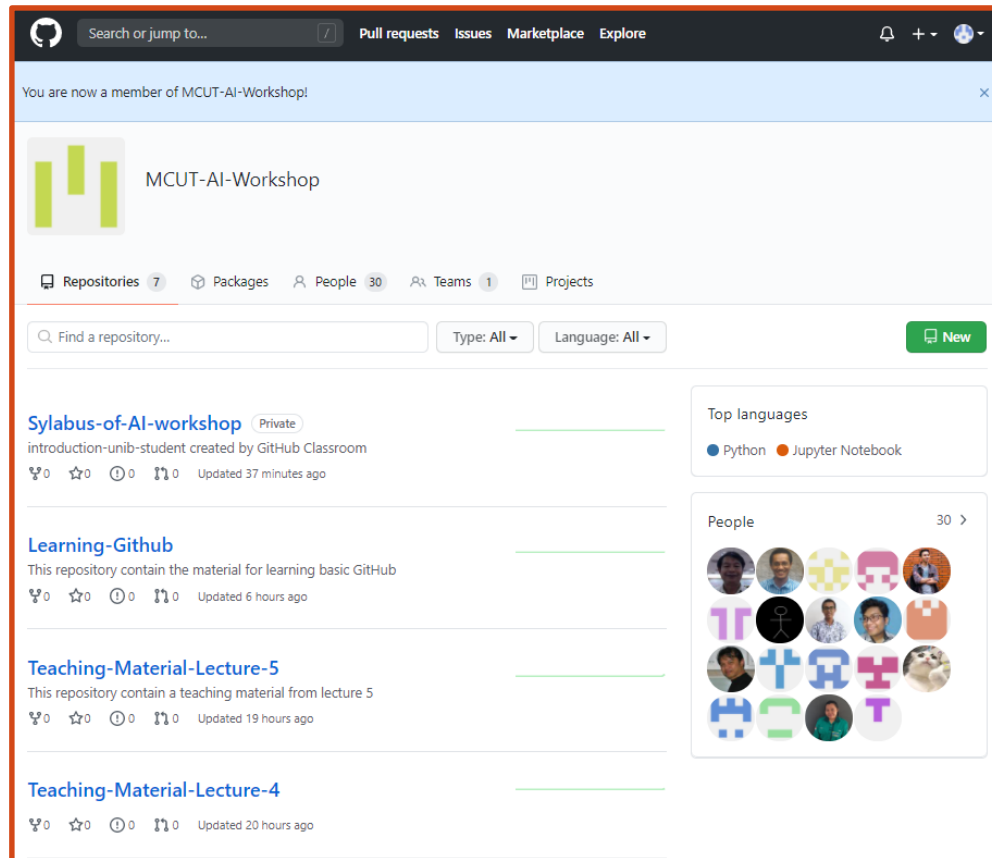 Search or jump to... /
Pull requests Issues Marketplace Explore
You are now a member of MCUT-AI-Workshop!
MCUT-AI-Workshop
Repositories 7 Packages People 30 Teams 1 Projects
Find a repository... Type: All Language: All New
Sylabus-of-AI-workshop Private
introduction-unib-student created by GitHub Classroom
0 0 0 0 Updated 37 minutes ago
Learning-Github
This repository contain the material for learning basic GitHub
0 0 0 0 Updated 6 hours ago
Teaching-Material-Lecture-5
This repository contain a teaching material from lecture 5
0 0 0 0 Updated 19 hours ago
Teaching-Material-Lecture-4
0 0 0 0 Updated 20 hours ago
Top languages
Python Jupyter Notebook
People 30